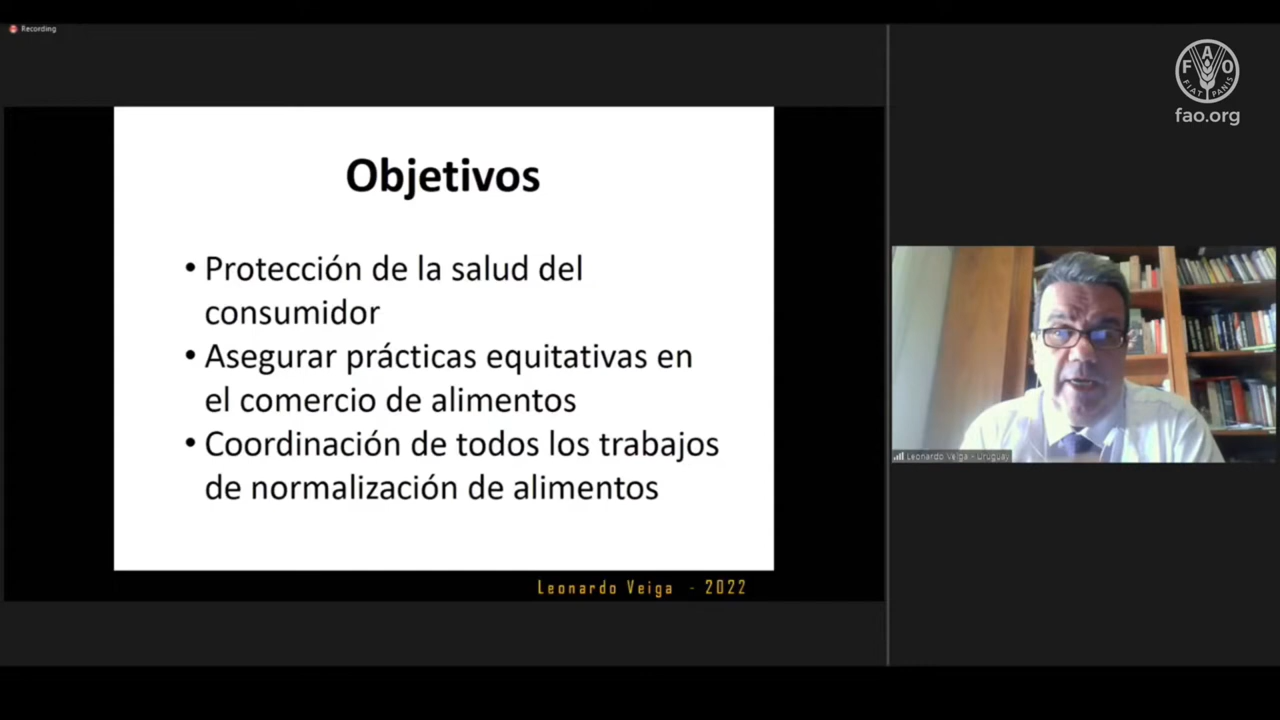 Recording
FAO
FIAT PANIS
fao.org
Objetivos
• Protección de la salud del
consumidor
• Asegurar prácticas equitativas en
el comercio de alimentos
• Coordinación de todos los trabajos
de normalización de alimentos
Leonardo Veiga - Uruguay
Leonardo Veiga - 2022